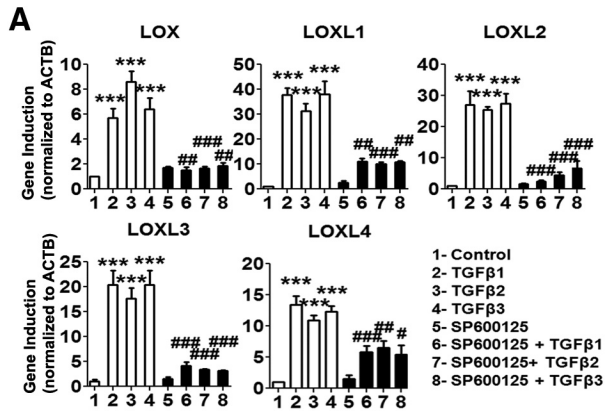 A
LOX
LOXL1
LOXL2
Gene Induction
(normalized to ACTB)
10
8
6
4
2
0
*** *** ***
## ### ##
1 2 3 4 5 6 7 8
50
40
30
20
10
0
*** *** ***
## ### ##
1 2 3 4 5 6 7 8
40
30
20
10
0
*** *** ***
### ### ###
1 2 3 4 5 6 7 8
LOXL3
LOXL4
Gene Induction
(normalized to ACTB)
25
20
15
10
5
0
*** *** ***
### ### ###
1 2 3 4 5 6 7 8
20
15
10
5
0
*** *** ***
### ## #
1 2 3 4 5 6 7 8
1- Control
2- TGFβ1
3- TGFβ2
4- TGFβ3
5- SP600125
6- SP600125 + TGFβ1
7- SP600125+ TGFβ2
8- SP600125 + TGFβ3